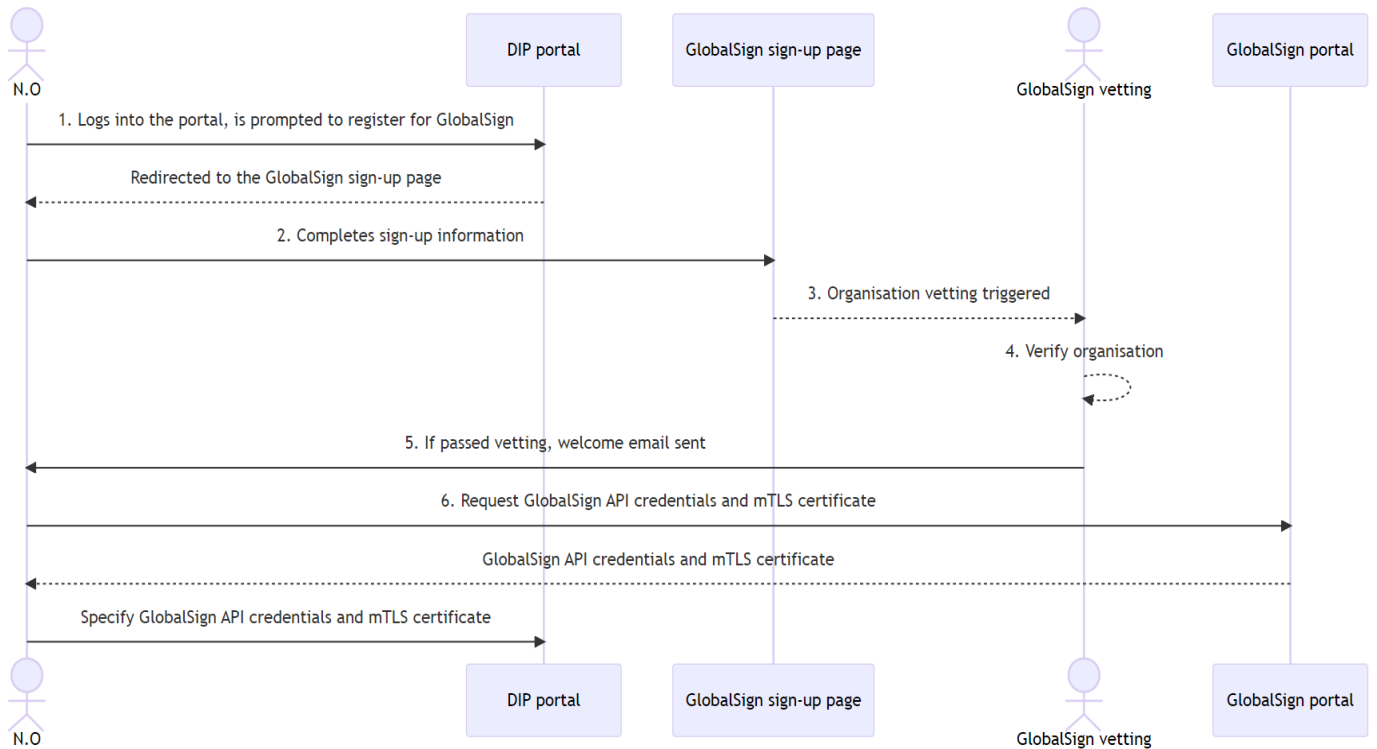 DIP portal
GlobalSign sign-up page
GlobalSign portal
N.O
GlobalSign vetting
1. Logs into the portal, is prompted to register for GlobalSign
Redirected to the GlobalSign sign-up page
2. Completes sign-up information
3. Organisation vetting triggered
4. Verify organisation
5. If passed vetting, welcome email sent
6. Request GlobalSign API credentials and mTLS certificate
GlobalSign API credentials and mTLS certificate
Specify GlobalSign API credentials and mTLS certificate
DIP portal
GlobalSign sign-up page
GlobalSign portal
N.O
GlobalSign vetting